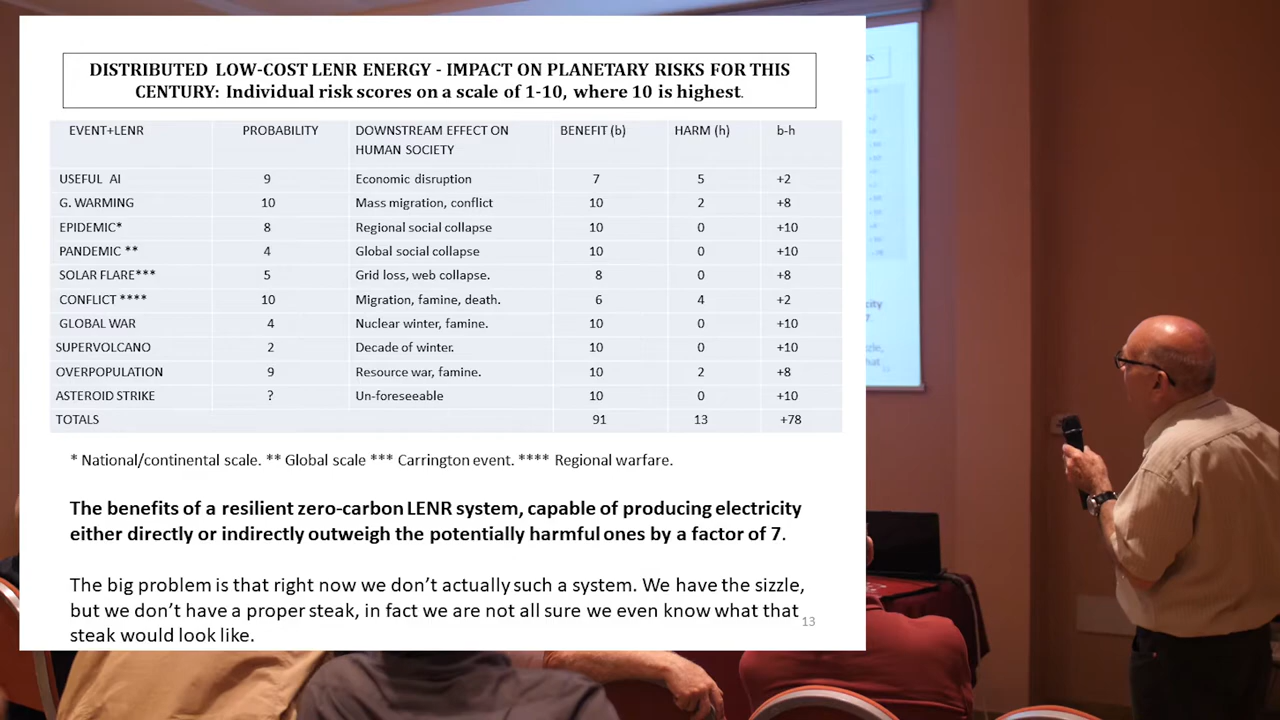 DISTRIBUTED LOW-COST LENR ENERGY - IMPACT ON PLANETARY RISKS FOR THIS
CENTURY: Individual risk scores on a scale of 1-10, where 10 is highest.
EVENT+LENR PROBABILITY DOWNSTREAM EFFECT ON HUMAN SOCIETY BENEFIT (b) HARM (h) b-h
USEFUL AI 9 Economic disruption 7 5 +2
G. WARMING 10 Mass migration, conflict 10 2 +8
EPIDEMIC* 8 Regional social collapse 10 0 +10
PANDEMIC ** 4 Global social collapse 10 0 +10
SOLAR FLARE*** 5 Grid loss, web collapse. 8 0 +8
CONFLICT **** 10 Migration, famine, death. 6 4 +2
GLOBAL WAR 4 Nuclear winter, famine. 10 0 +10
SUPERVOLCANO 2 Decade of winter. 10 0 +10
OVERPOPULATION 9 Resource war, famine. 10 2 +8
ASTEROID STRIKE ? Un-foreseeable 10 0 +10
TOTALS 91 13 +78
* National/continental scale. ** Global scale *** Carrington event. **** Regional warfare.
The benefits of a resilient zero-carbon LENR system, capable of producing electricity
either directly or indirectly outweigh the potentially harmful ones by a factor of 7.
The big problem is that right now we don't actually such a system. We have the sizzle,
but we don't have a proper steak, in fact we are not all sure we even know what that
steak would look like.
13